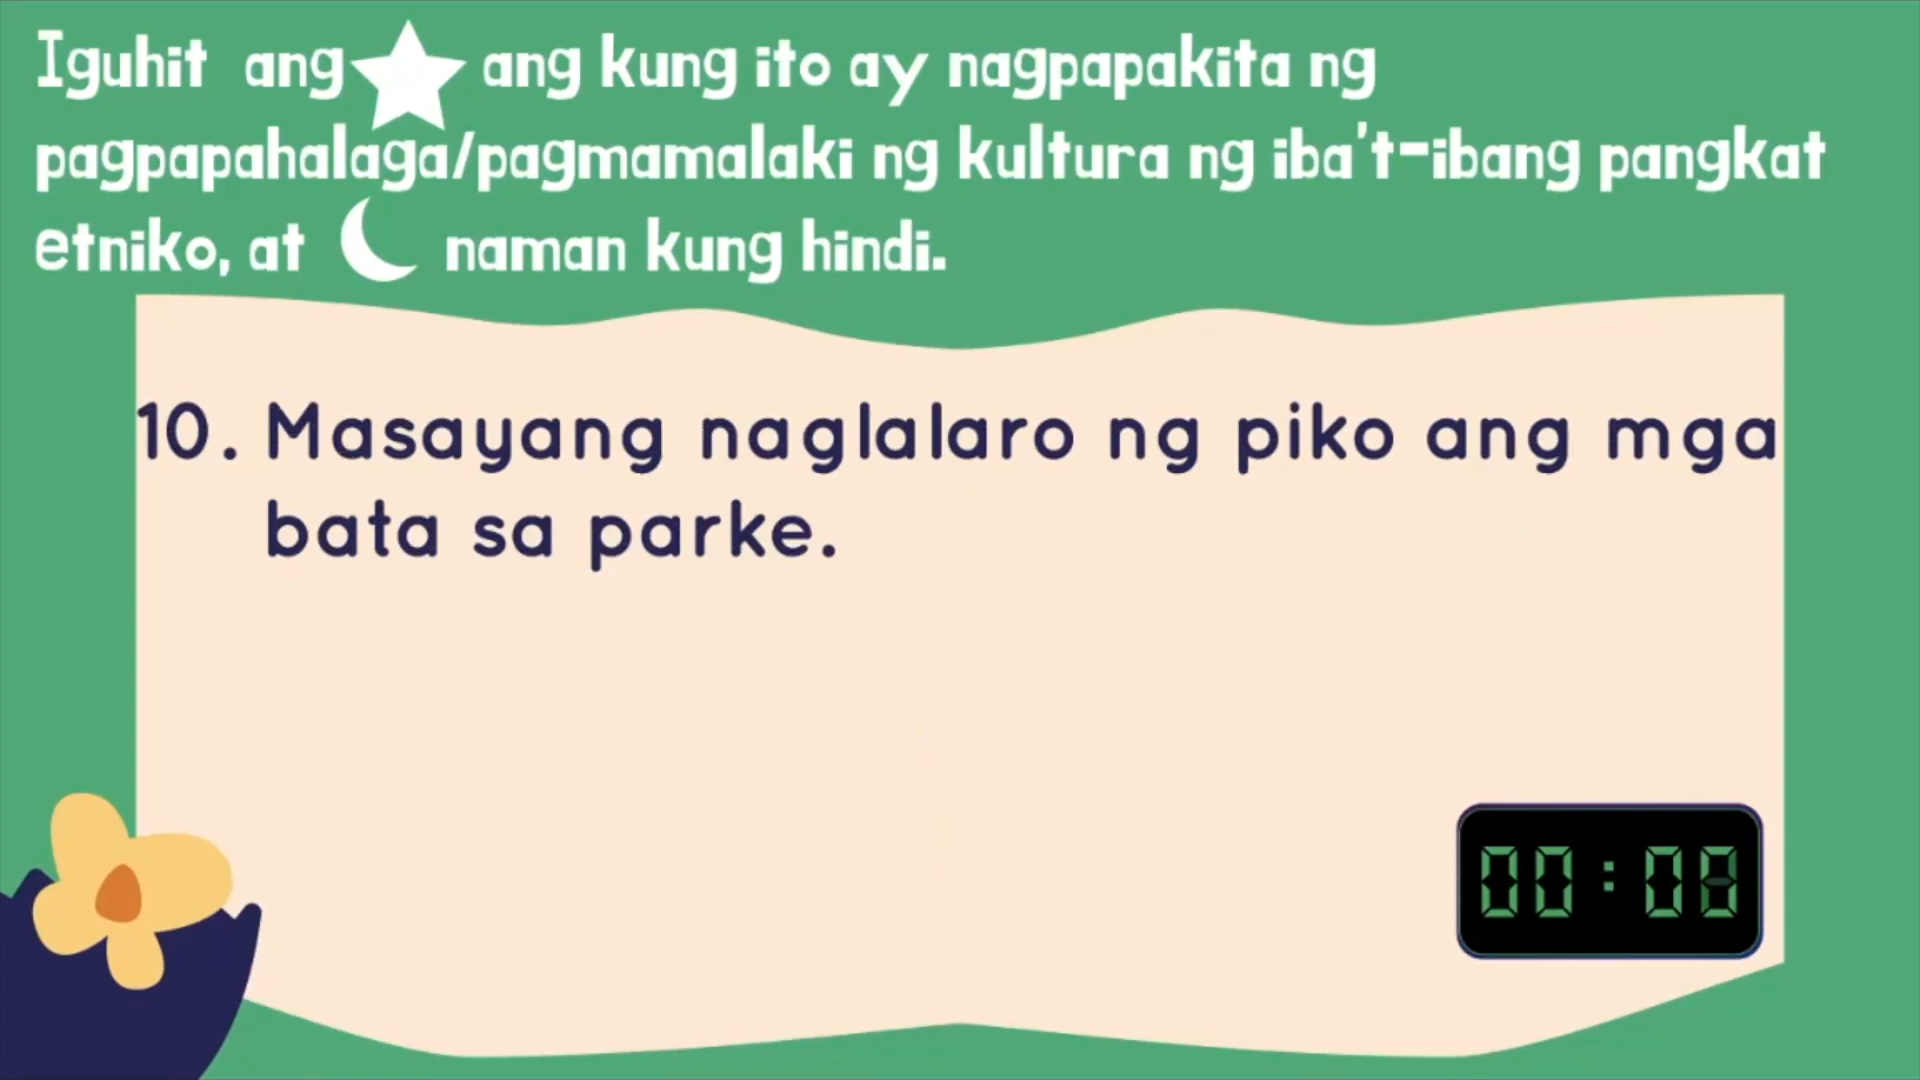 Iguhit ang ang kung ito ay nagpapakita ng
pagpapahalaga/pagmamalaki ng kultura ng iba't-ibang pangkat
etniko, at naman kung hindi.
10. Masayang naglalaro ng piko ang mga
bata sa parke.